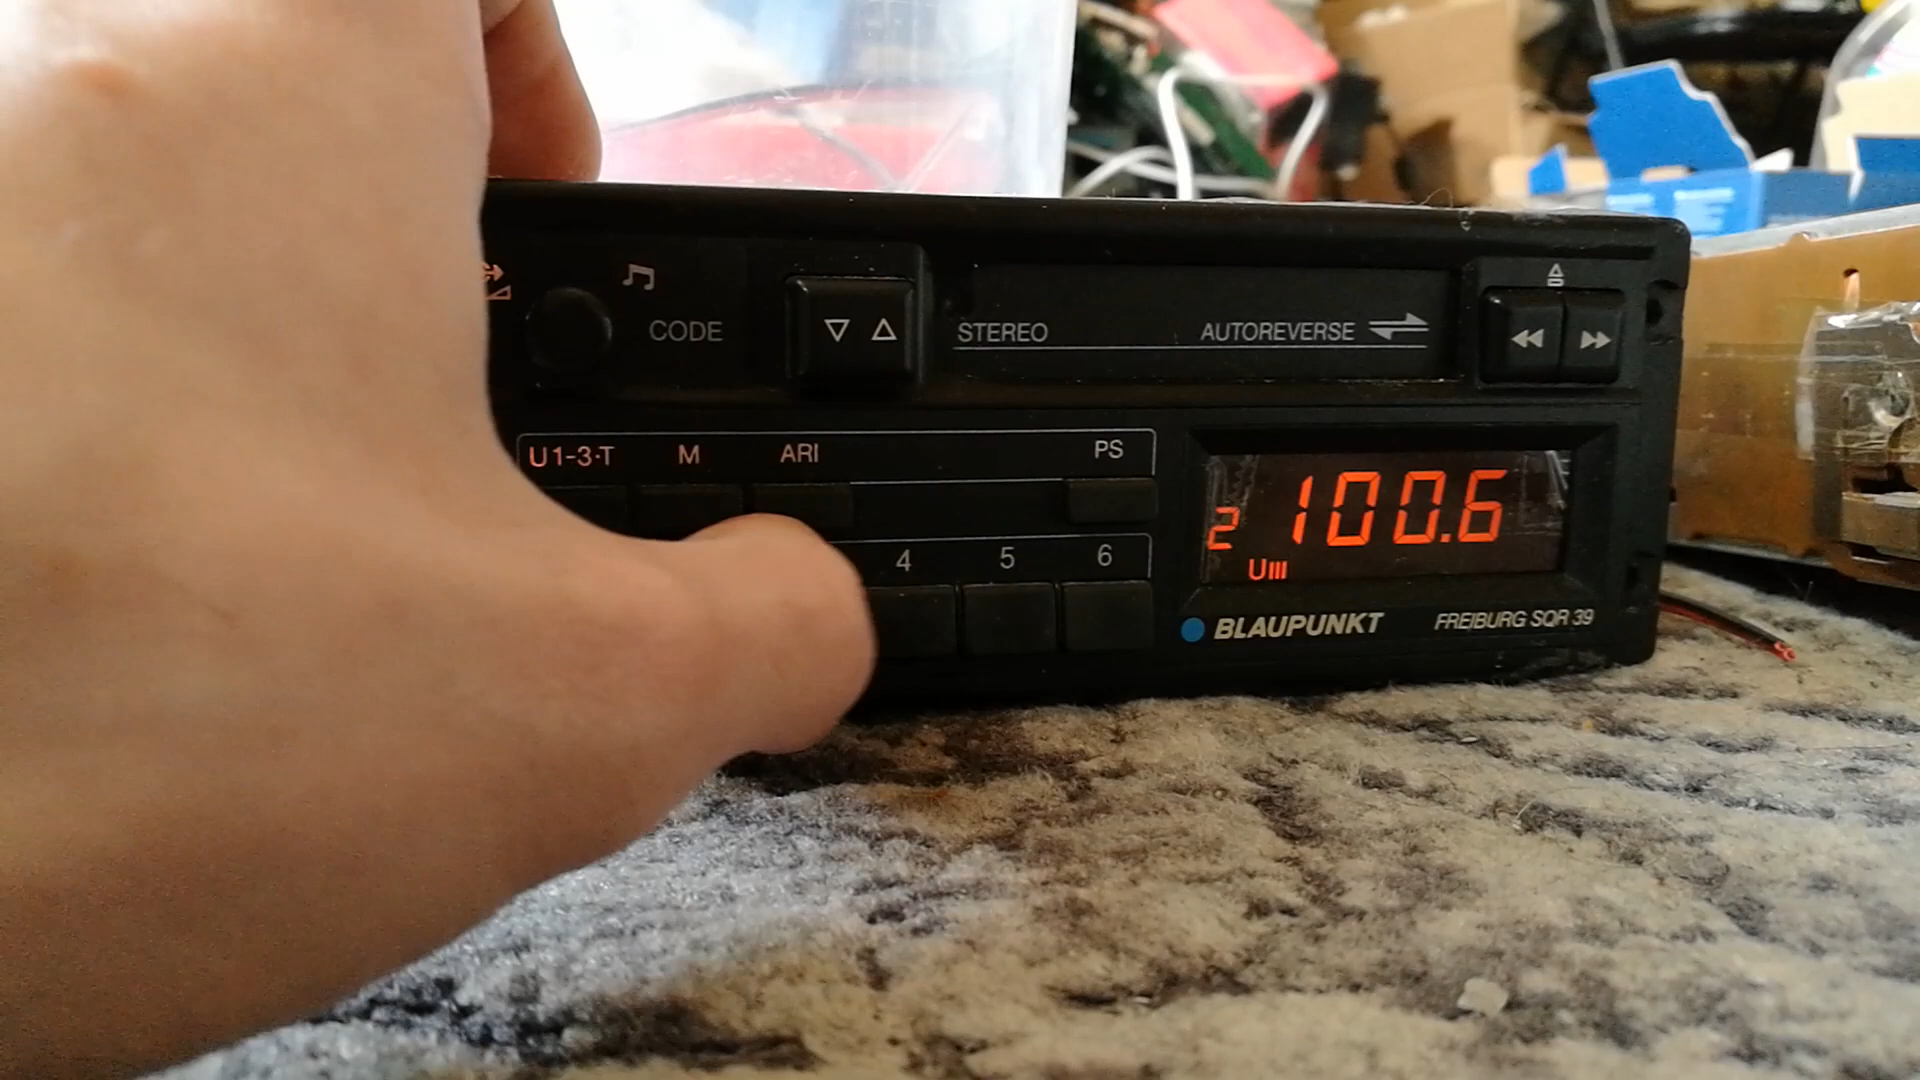 CODE
STEREO AUTOREVERSE
U1-3·T M ARI PS
4 5 6
2 100.6
UIII
BLAUPUNKT FREIBURG SQR 39